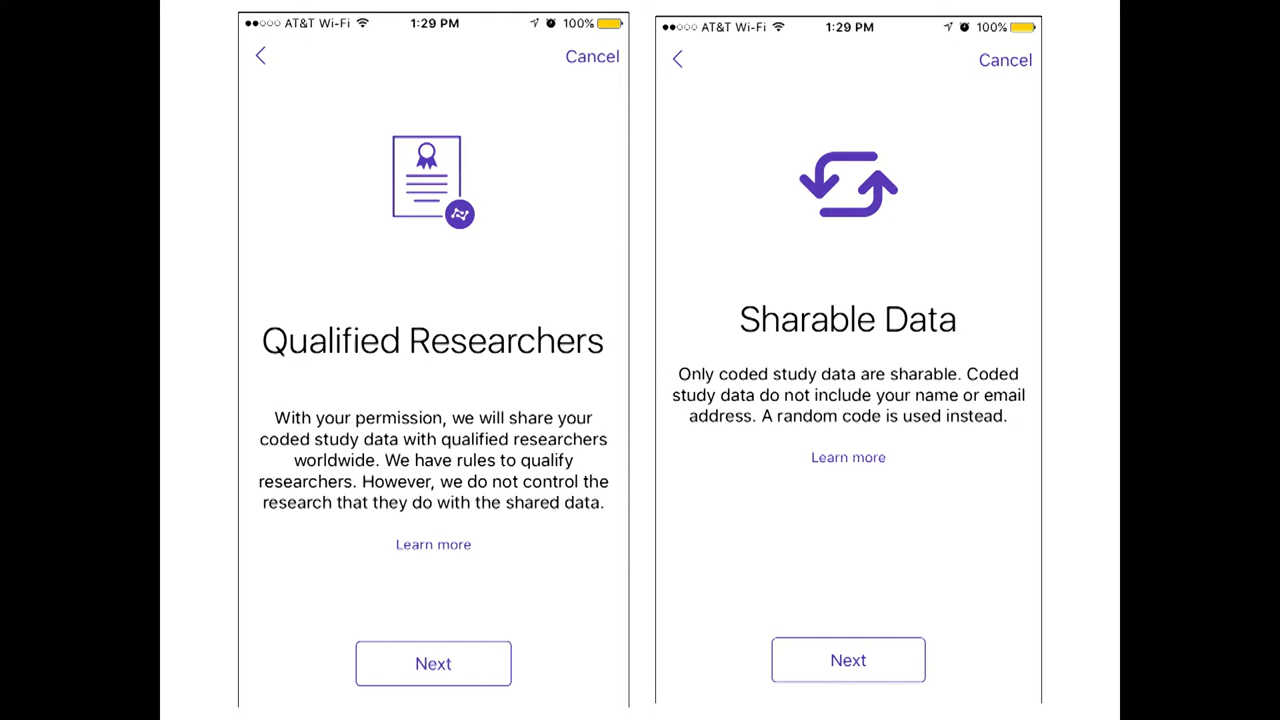 AT&T Wi-Fi 1:29 PM 100%
Cancel
Qualified Researchers
With your permission, we will share your
coded study data with qualified researchers
worldwide. We have rules to qualify
researchers. However, we do not control the
research that they do with the shared data.
Learn more
Next
AT&T Wi-Fi 1:29 PM 100%
Cancel
Sharable Data
Only coded study data are sharable. Coded
study data do not include your name or email
address. A random code is used instead.
Learn more
Next